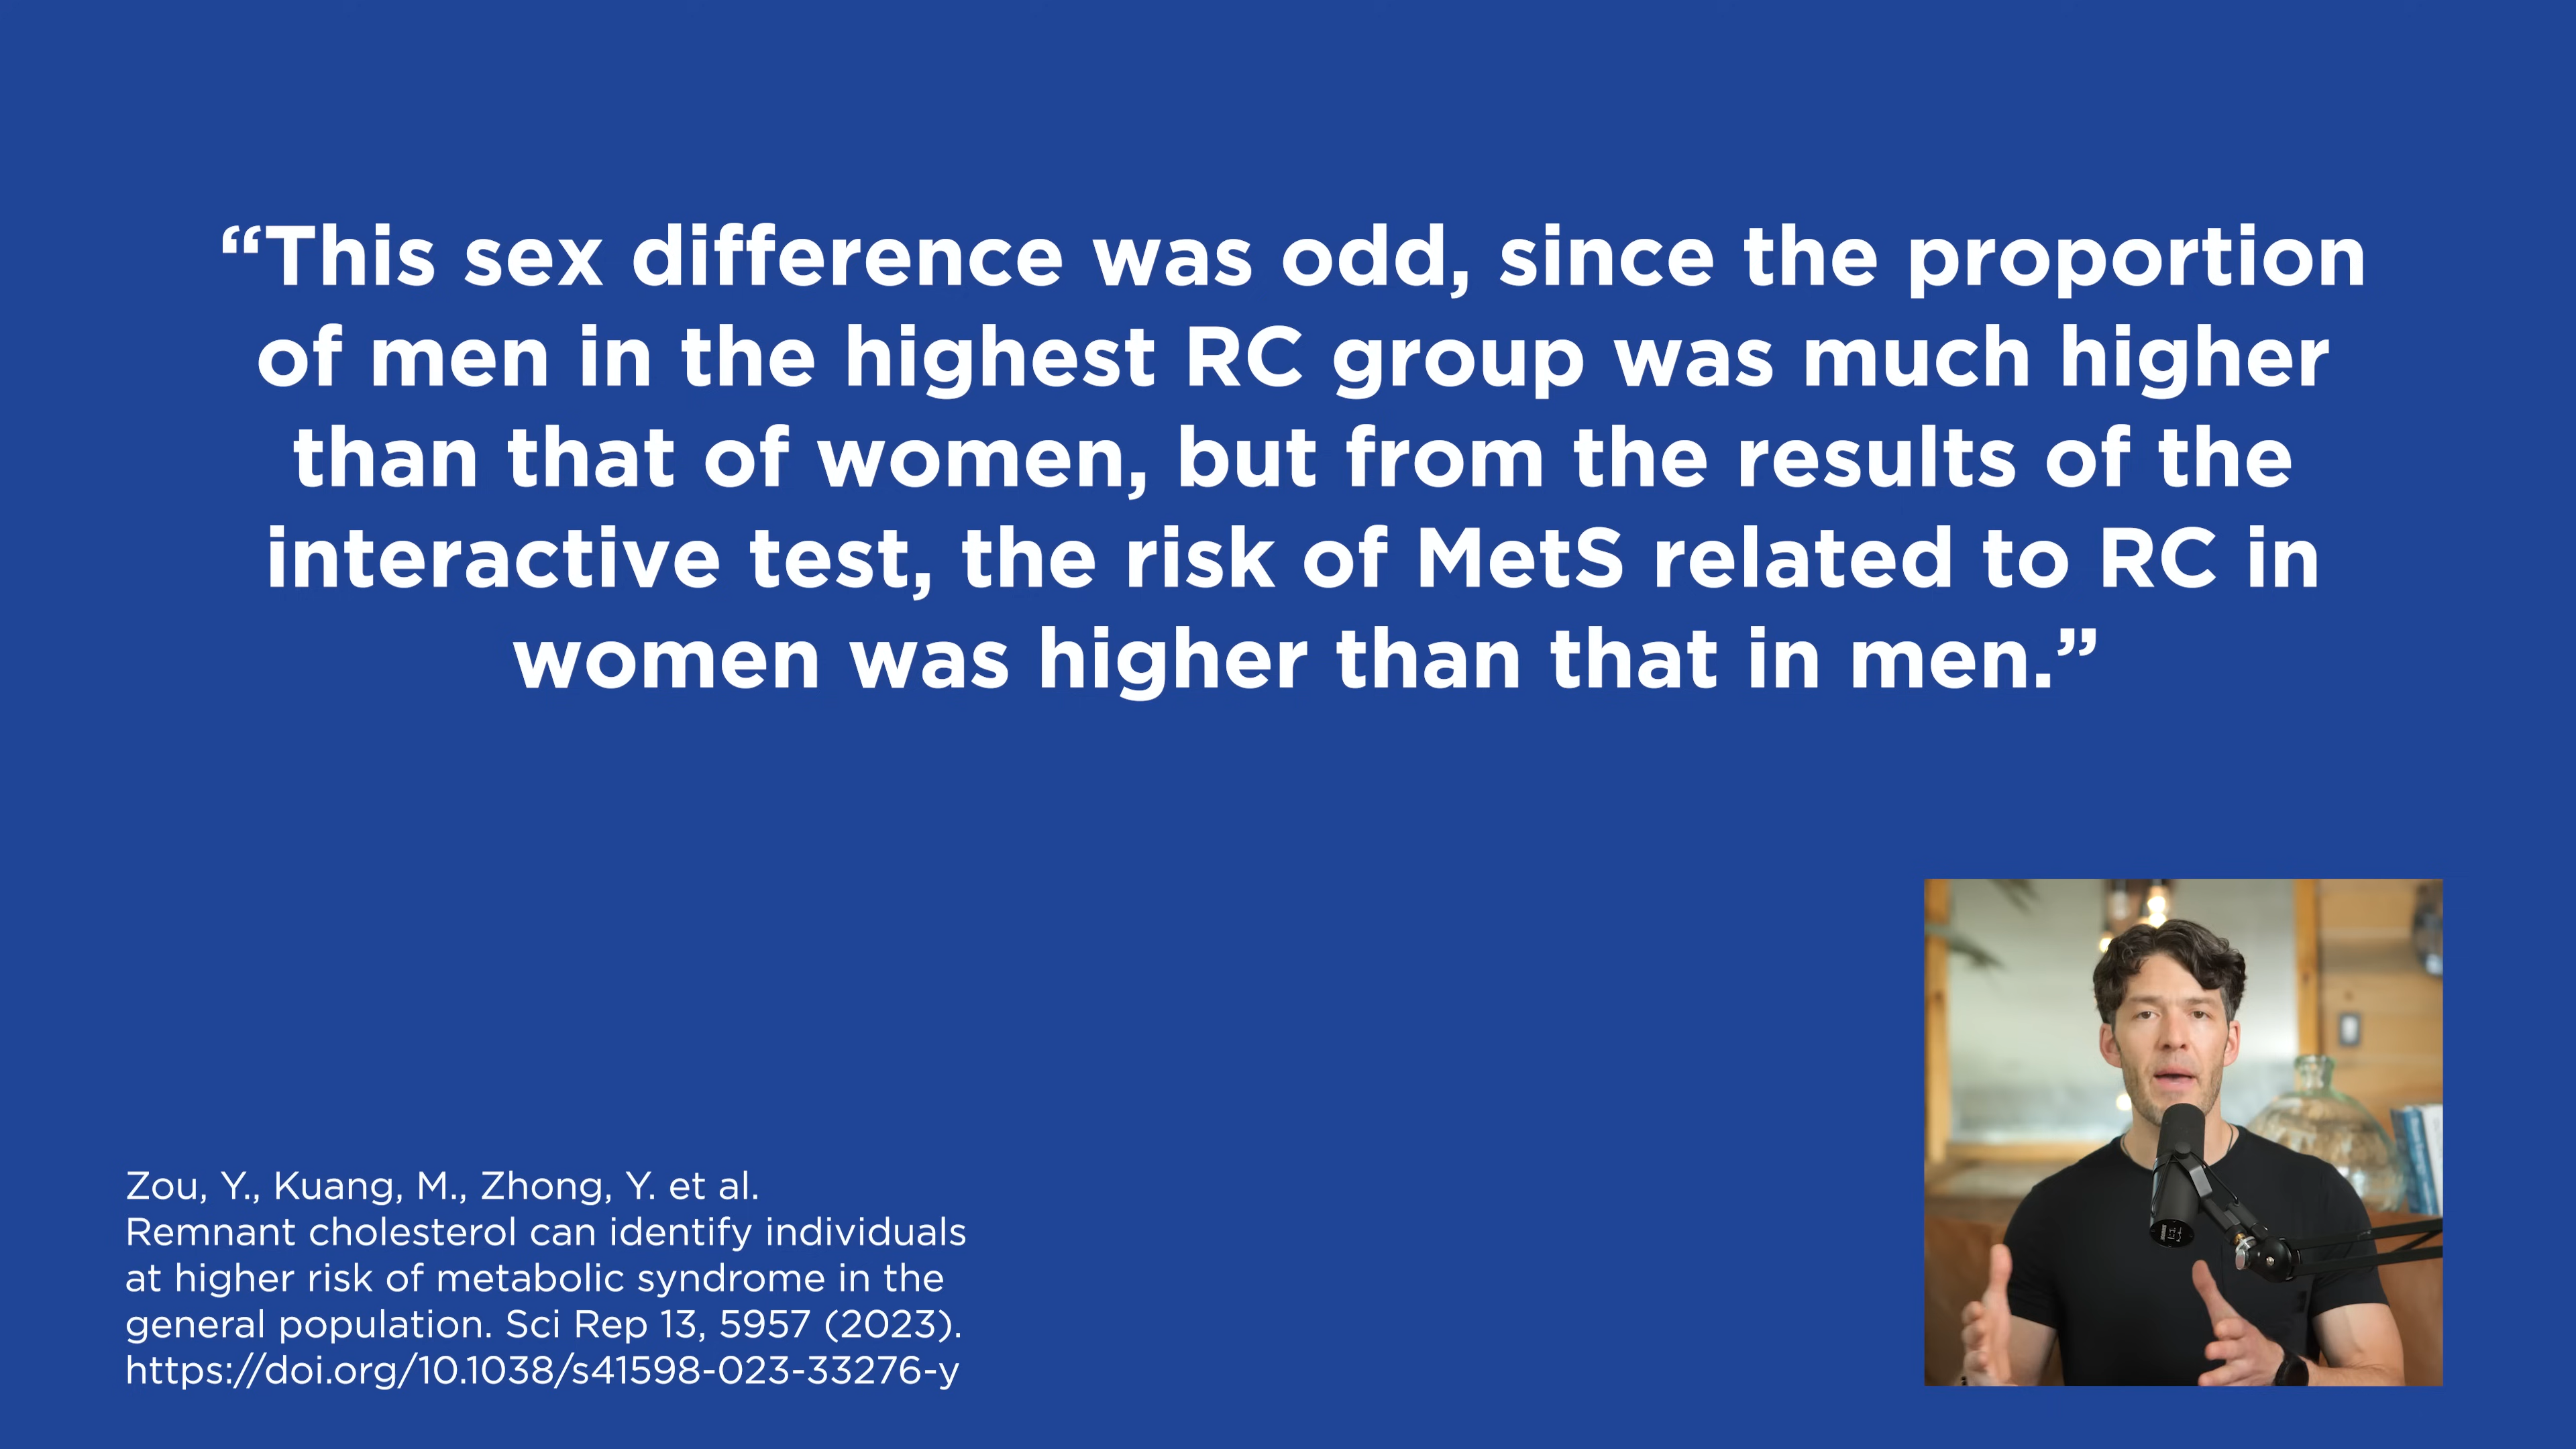 “This sex difference was odd, since the proportion
of men in the highest RC group was much higher
than that of women, but from the results of the
interactive test, the risk of MetS related to RC in
women was higher than that in men.”
Zou, Y., Kuang, M., Zhong, Y. et al.
Remnant cholesterol can identify individuals
at higher risk of metabolic syndrome in the
general population. Sci Rep 13, 5957 (2023).
https://doi.org/10.1038/s41598-023-33276-y